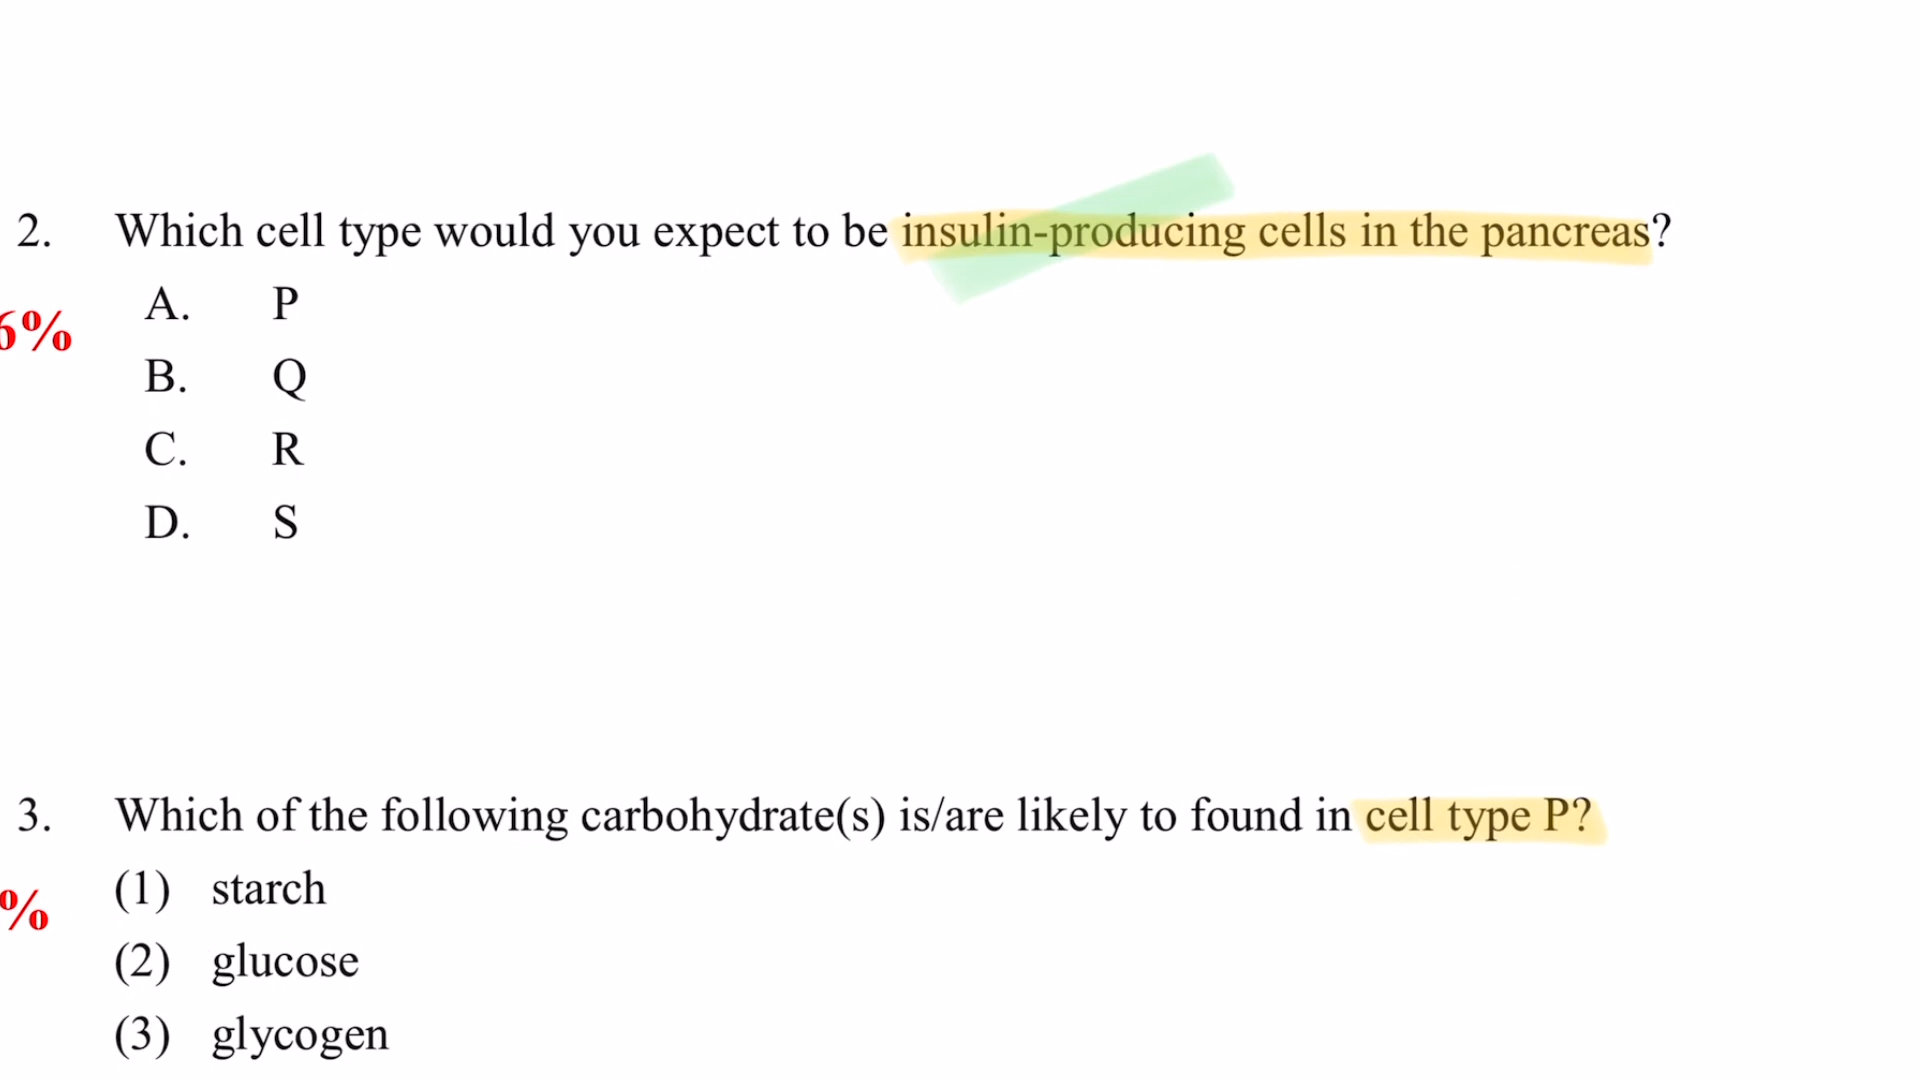 2. Which cell type would you expect to be insulin-producing cells in the pancreas?
A. P
6%
B. Q
C. R
D. S
3. Which of the following carbohydrate(s) is/are likely to found in cell type P?
(1) starch
%
(2) glucose
(3) glycogen